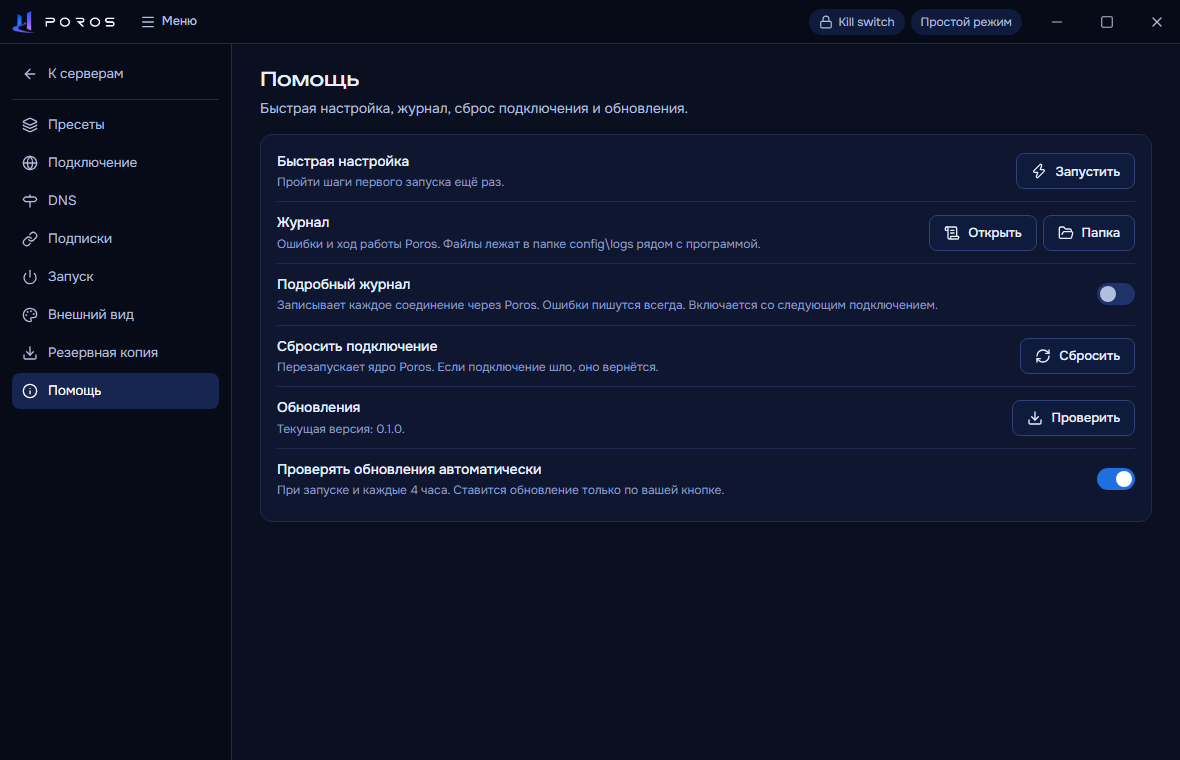 POROS
Меню
Kill switch
Простой режим
К серверам
Пресеты
Подключение
DNS
Подписки
Запуск
Внешний вид
Резервная копия
Помощь
Помощь
Быстрая настройка, журнал, сброс подключения и обновления.
Быстрая настройка
Пройти шаги первого запуска ещё раз.
Запустить
Журнал
Ошибки и ход работы Poros. Файлы лежат в папке config\logs рядом с программой.
Открыть
Папка
Подробный журнал
Записывает каждое соединение через Poros. Ошибки пишутся всегда. Включается со следующим подключением.
Сбросить подключение
Перезапускает ядро Poros. Если подключение шло, оно вернётся.
Сбросить
Обновления
Текущая версия: 0.1.0.
Проверить
Проверять обновления автоматически
При запуске и каждые 4 часа. Ставится обновление только по вашей кнопке.